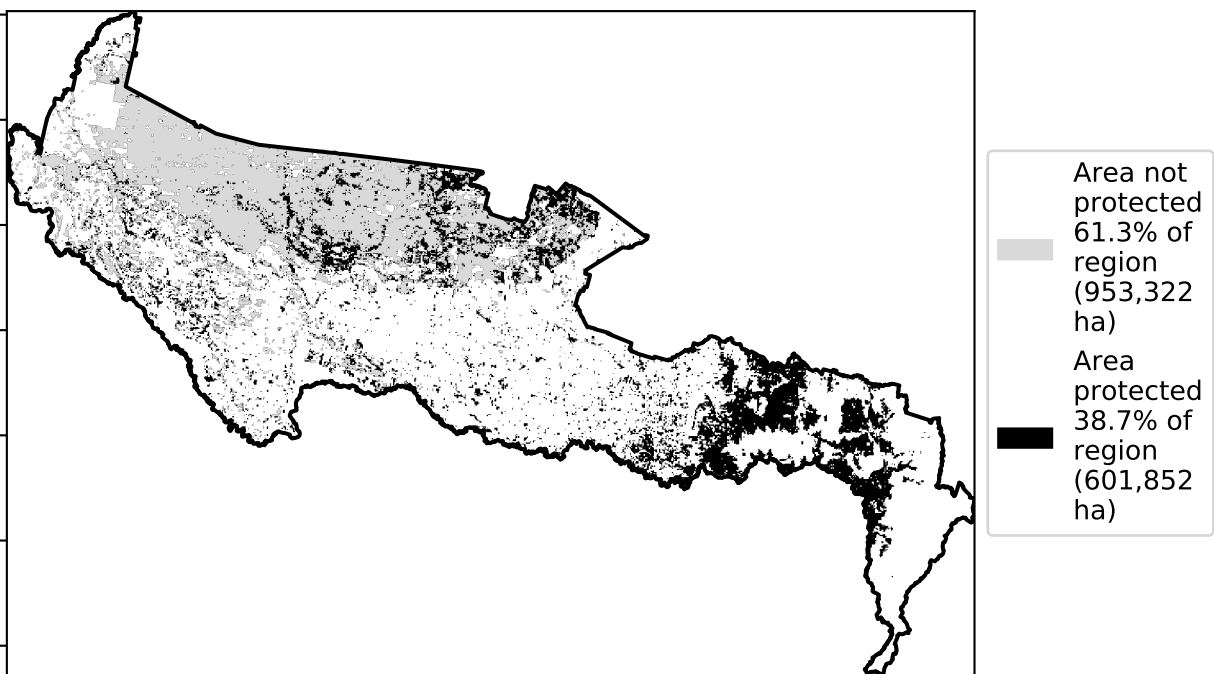 Area not
protected
61.3% of
region
(953,322
ha)
Area
protected
38.7% of
region
(601,852
ha)